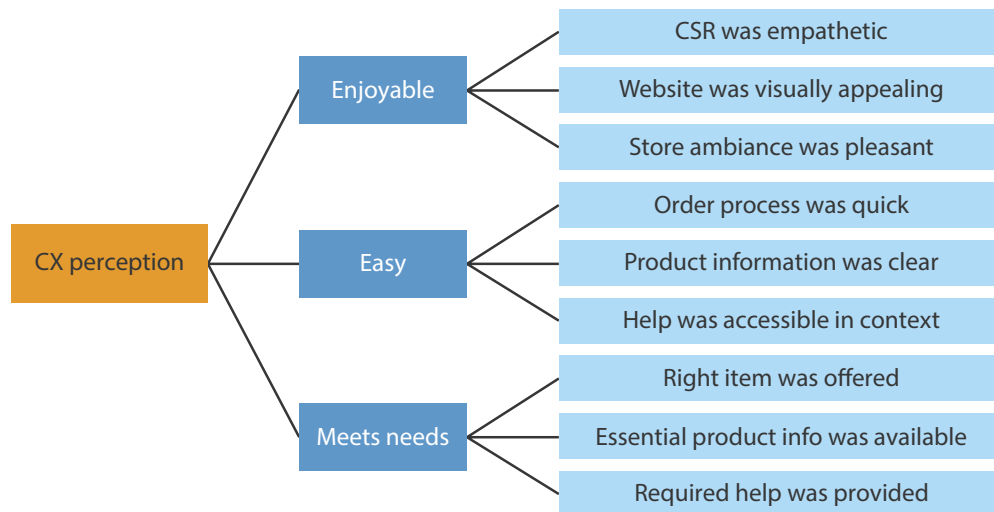 CX perception
Enjoyable
CSR was empathetic
Website was visually appealing
Store ambiance was pleasant
Easy
Order process was quick
Product information was clear
Help was accessible in context
Meets needs
Right item was offered
Essential product info was available
Required help was provided